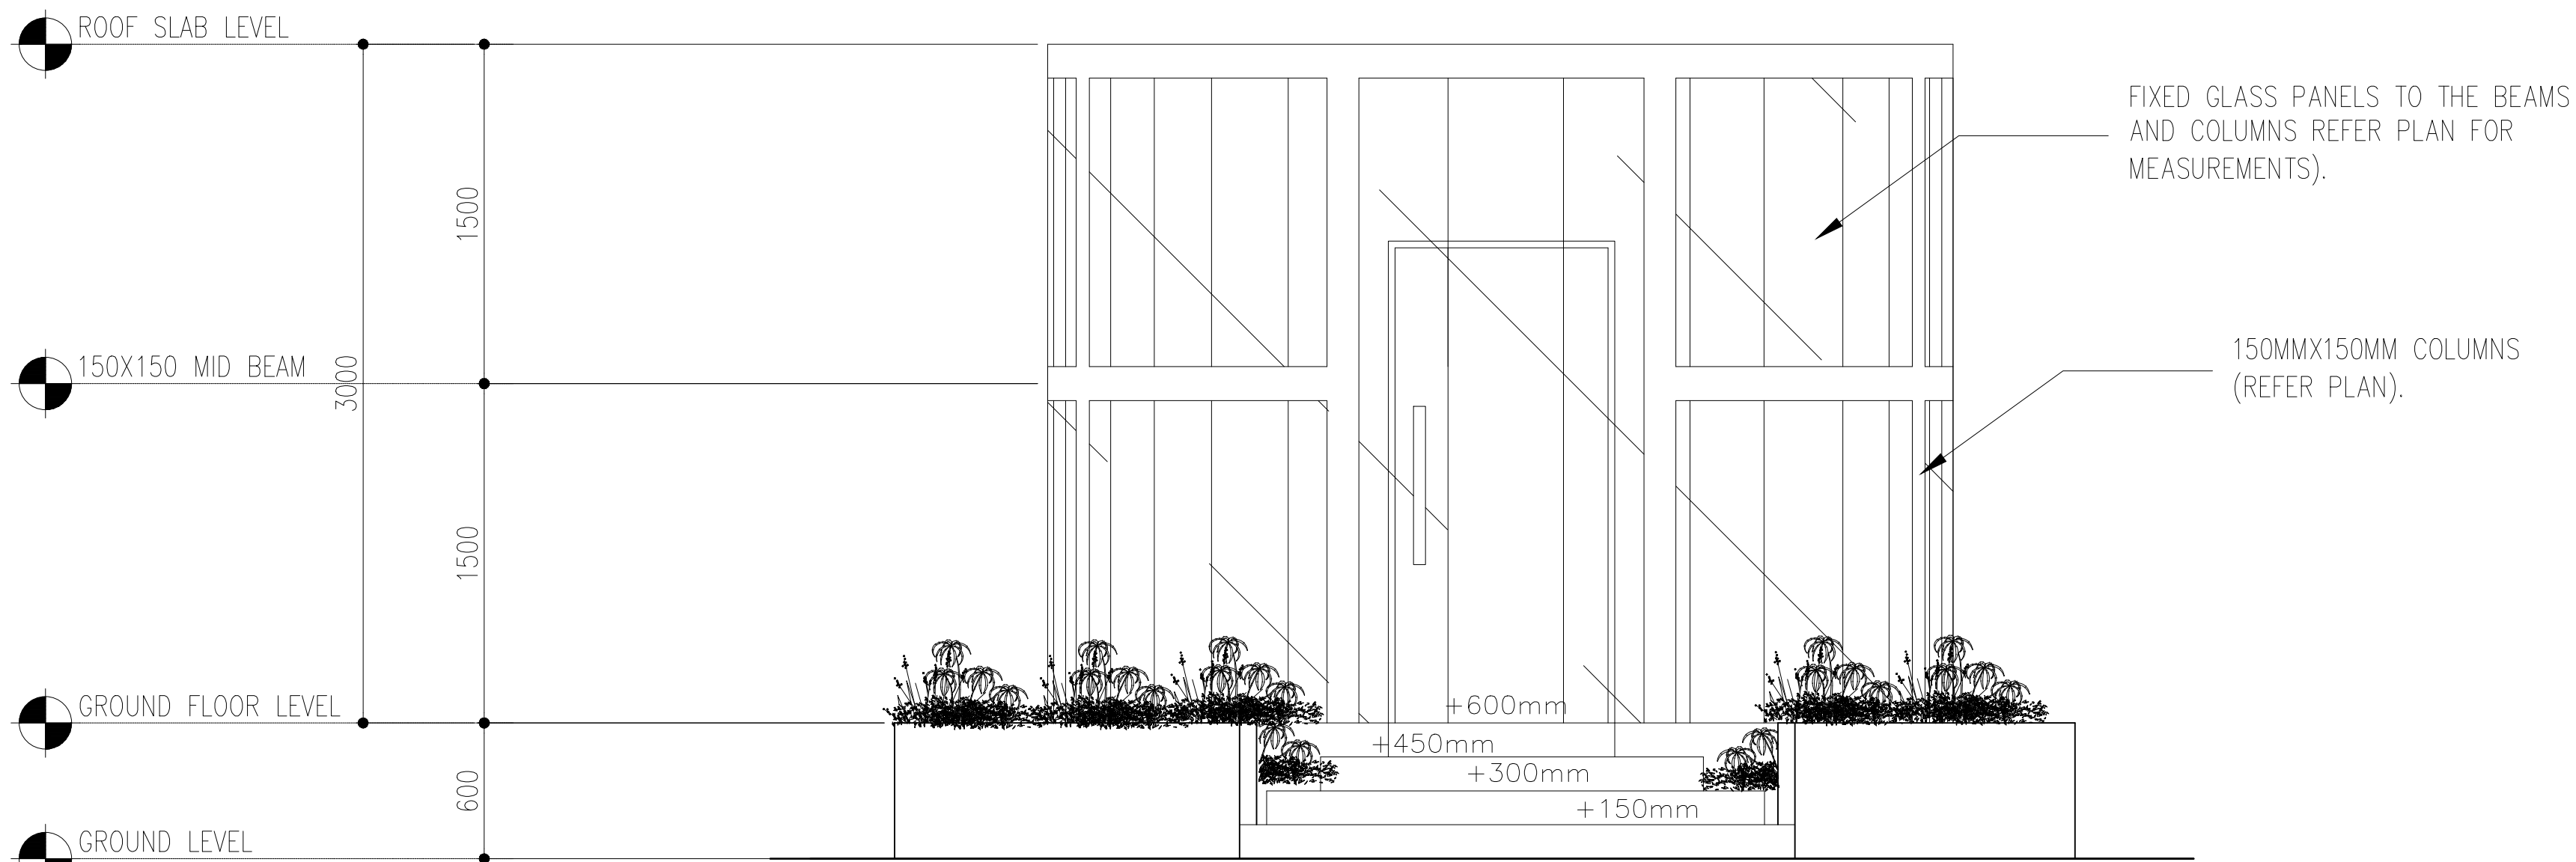 ROOF SLAB LEVEL
FIXED GLASS PANELS TO THE BEAMS
AND COLUMNS REFER PLAN FOR
MEASUREMENTS).
1500
150X150 MID BEAM
3000
150MMX150MM COLUMNS
(REFER PLAN).
1500
GROUND FLOOR LEVEL
+600mm
+450mm
+300mm
+150mm
600
GROUND LEVEL